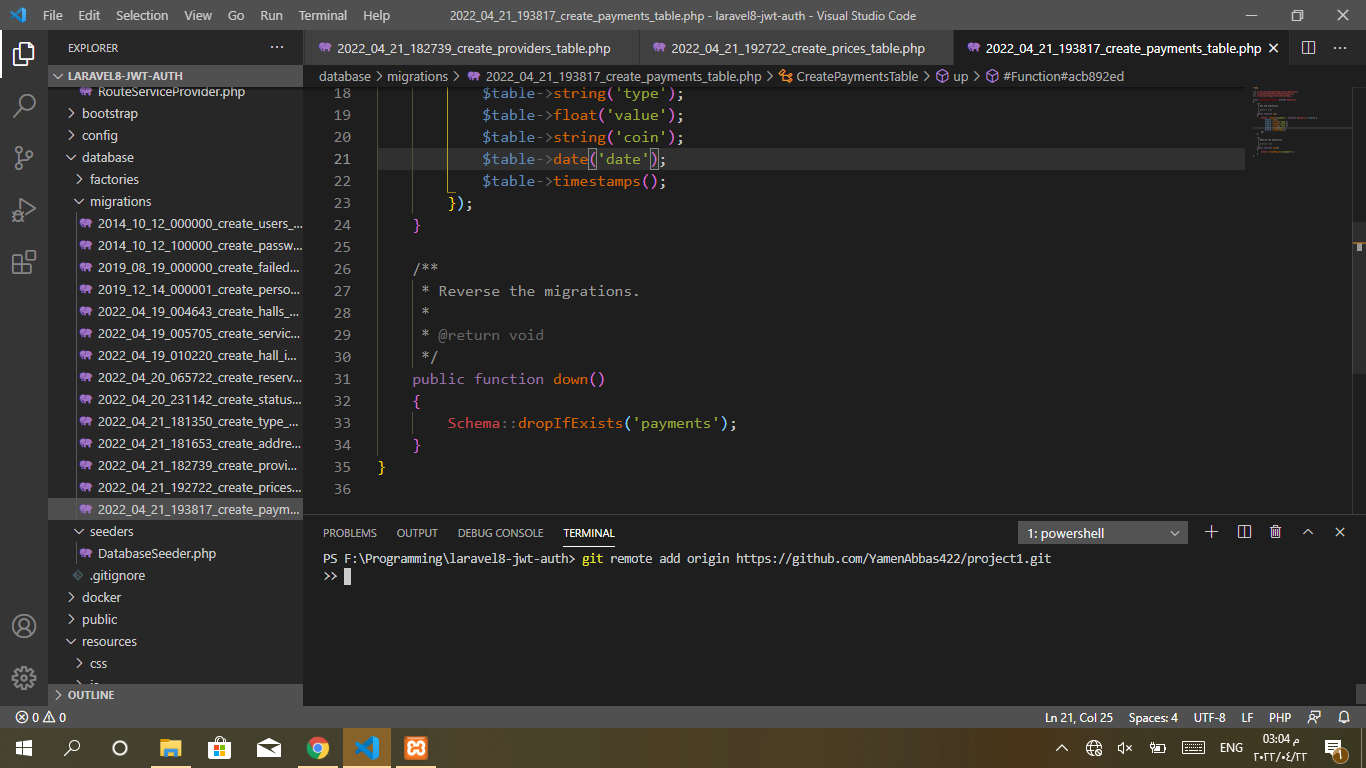 File Edit Selection View Go Run Terminal Help
2022_04_21_193817_create_payments_table.php - laravel8-jwt-auth - Visual Studio Code
EXPLORER
LARAVEL8-JWT-AUTH
RouteServiceProvider.php
bootstrap
config
database
factories
migrations
2014_10_12_000000_create_users_...
2014_10_12_100000_create_passw...
2019_08_19_000000_create_failed...
2019_12_14_000001_create_perso...
2022_04_19_004643_create_halls_...
2022_04_19_005705_create_servic...
2022_04_19_010220_create_hall_i...
2022_04_20_065722_create_reserv...
2022_04_20_231142_create_status...
2022_04_21_181350_create_type_...
2022_04_21_181653_create_addre...
2022_04_21_182739_create_provi...
2022_04_21_192722_create_prices...
2022_04_21_193817_create_paym...
seeders
DatabaseSeeder.php
.gitignore
docker
public
resources
css
OUTLINE
2022_04_21_182739_create_providers_table.php
2022_04_21_192722_create_prices_table.php
2022_04_21_193817_create_payments_table.php
database > migrations > 2022_04_21_193817_create_payments_table.php > CreatePaymentsTable > up > #Function#acb892ed
18 $table->string('type');
19 $table->float('value');
20 $table->string('coin');
21 $table->date('date');
22 $table->timestamps();
23 });
24 }
25
26 /**
27 * Reverse the migrations.
28 *
29 * @return void
30 */
31 public function down()
32 {
33 Schema::dropIfExists('payments');
34 }
35 }
36
PROBLEMS OUTPUT DEBUG CONSOLE TERMINAL
1: powershell
PS F:\Programming\laravel8-jwt-auth> git remote add origin https://github.com/YamenAbbas422/project1.git
>>
0 0
Ln 21, Col 25 Spaces: 4 UTF-8 LF PHP
ENG
03:04 م
٢٠٢٢/٠٤/٢٢
1